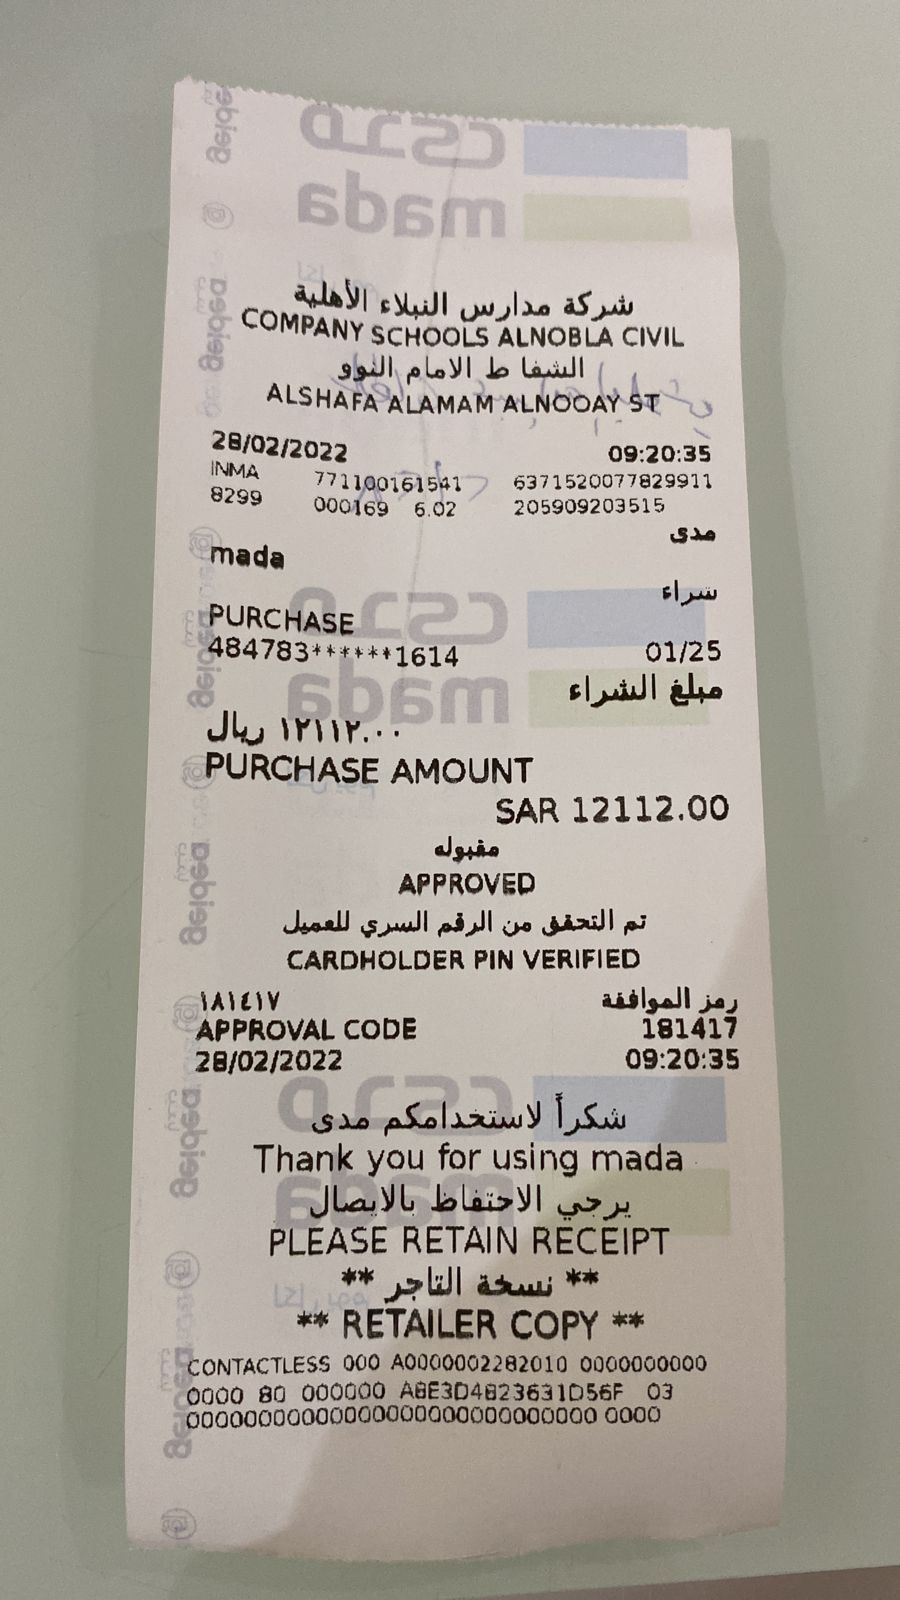 شركة مدارس النبلاء الأهلية
COMPANY SCHOOLS ALNOBLA CIVIL
الشفا ط الامام النوو
ALSHAFA ALAMAM ALNOOAY ST
28/02/2022 09:20:35
INMA 771100161541 6371520077829911
8299 000169 6.02 205909203515
مدى
mada
شراء
PURCHASE
484783******1614 01/25
مبلغ الشراء
١٢١١٢.٠٠ ريال
PURCHASE AMOUNT
SAR 12112.00
مقبوله
APPROVED
تم التحقق من الرقم السري للعميل
CARDHOLDER PIN VERIFIED
رمز الموافقة ١٨١٤١٧
APPROVAL CODE 181417
28/02/2022 09:20:35
شكراً لاستخدامكم مدى
Thank you for using mada
يرجي الاحتفاظ بالايصال
PLEASE RETAIN RECEIPT
** نسخة التاجر **
** RETAILER COPY **
CONTACTLESS 000 A0000002282010 0000000000
0000 80 000000 A8E3D4823631D56F 03
0000000000000000000000000000 0000